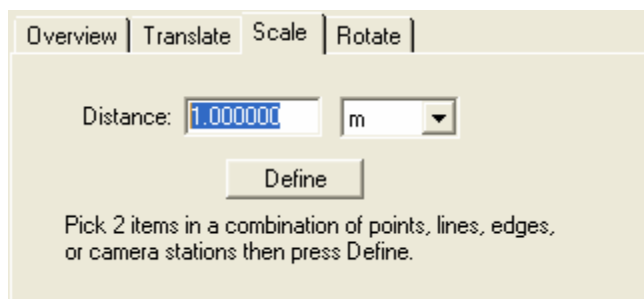 Overview Translate Scale Rotate
Distance: 1.000000 m
Define
Pick 2 items in a combination of points, lines, edges,
or camera stations then press Define.